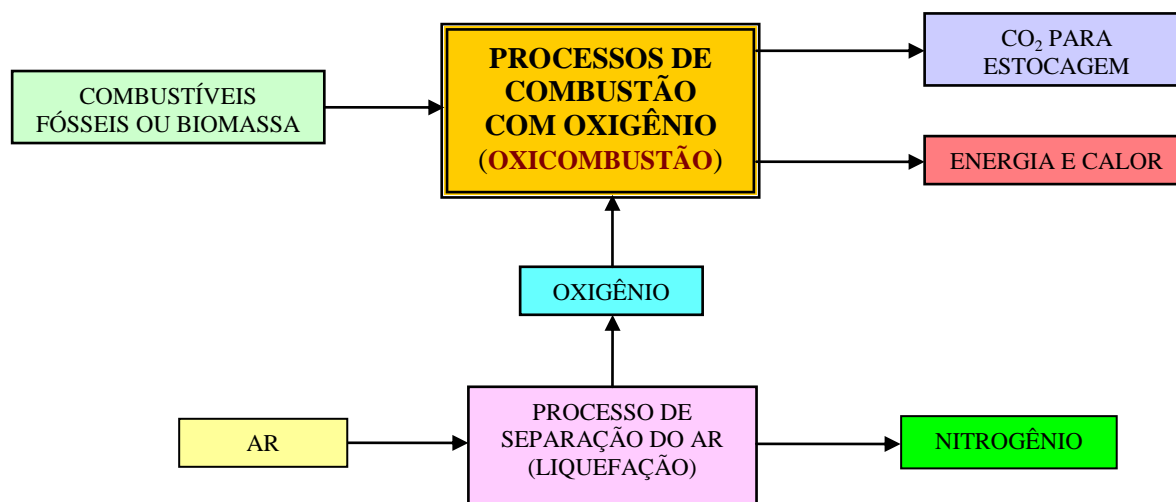 PROCESSOS DE
COMBUSTÃO
COM OXIGÊNIO
(OXICOMBUSTÃO)
CO₂ PARA
ESTOCAGEM
COMBUSTÍVEIS
FÓSSEIS OU BIOMASSA
ENERGIA E CALOR
OXIGÊNIO
AR
PROCESSO DE
SEPARAÇÃO DO AR
(LIQUEFAÇÃO)
NITROGÊNIO